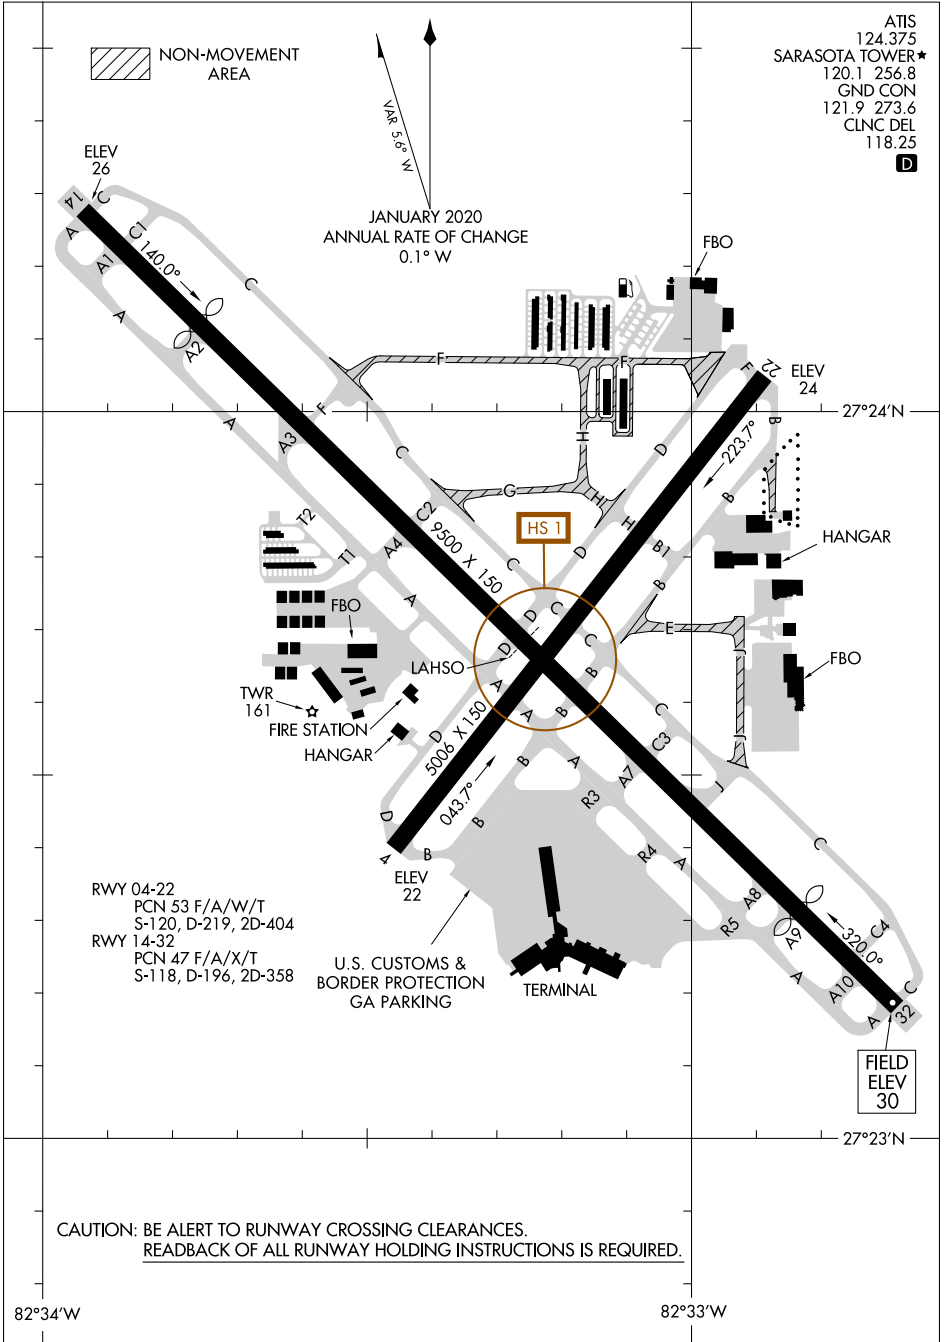 NON-MOVEMENT
AREA
ATIS
124.375
SARASOTA TOWER★
120.1 256.8
GND CON
121.9 273.6
CLNC DEL
118.25
D
VAR 5.6° W
JANUARY 2020
ANNUAL RATE OF CHANGE
0.1° W
ELEV
26
14
C
A
C1
A1
140.0°
C
A
A2
FBO
F
F
F
22
ELEV
24
27°24'N
F
A
A3
B
H
D
223.7°
C
G
H
B
T2
C2
H
HS 1
9500 X 150
A4
T1
D
B1
HANGAR
C
B
A
FBO
D
C
E
C
D
LAHSO
B
J
FBO
A
A
B
TWR
161
FIRE STATION
HANGAR
D
5006 X 150
C
C3
J
B
A
A7
J
043.7°
R3
D
B
4
B
R4
A
C
ELEV
22
RWY 04-22
PCN 53 F/A/W/T
S-120, D-219, 2D-404
RWY 14-32
PCN 47 F/A/X/T
S-118, D-196, 2D-358
A8
R5
A9
C4
320.0°
U.S. CUSTOMS &
BORDER PROTECTION
GA PARKING
TERMINAL
A
A10
C
A
32
FIELD
ELEV
30
27°23'N
CAUTION: BE ALERT TO RUNWAY CROSSING CLEARANCES.
READBACK OF ALL RUNWAY HOLDING INSTRUCTIONS IS REQUIRED.
82°34'W
82°33'W